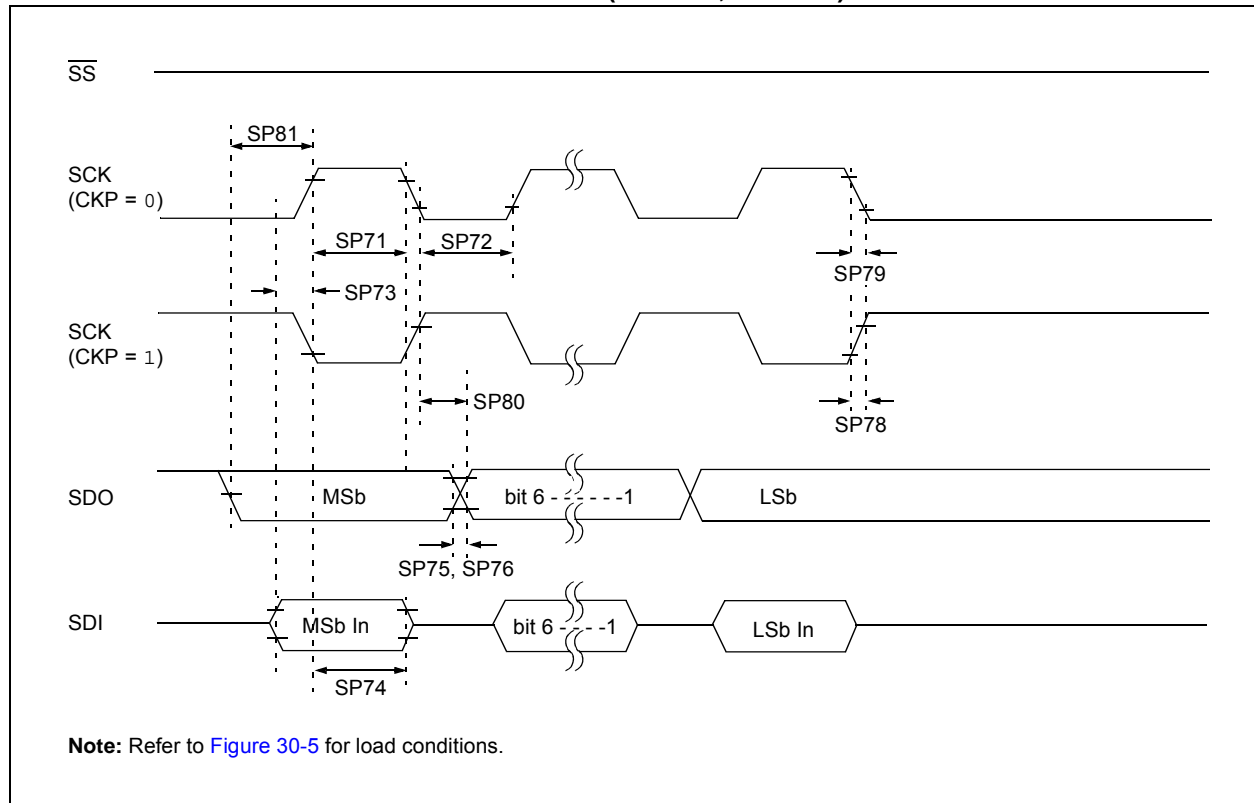 SS
SP81
SCK
(CKP = 0)
SP71
SP72
SP79
SP73
SCK
(CKP = 1)
SP80
SP78
SDO
MSb
bit 6 - - - - - -1
LSb
SP75, SP76
SDI
MSb In
bit 6 - - - -1
LSb In
SP74
Note: Refer to Figure 30-5 for load conditions.